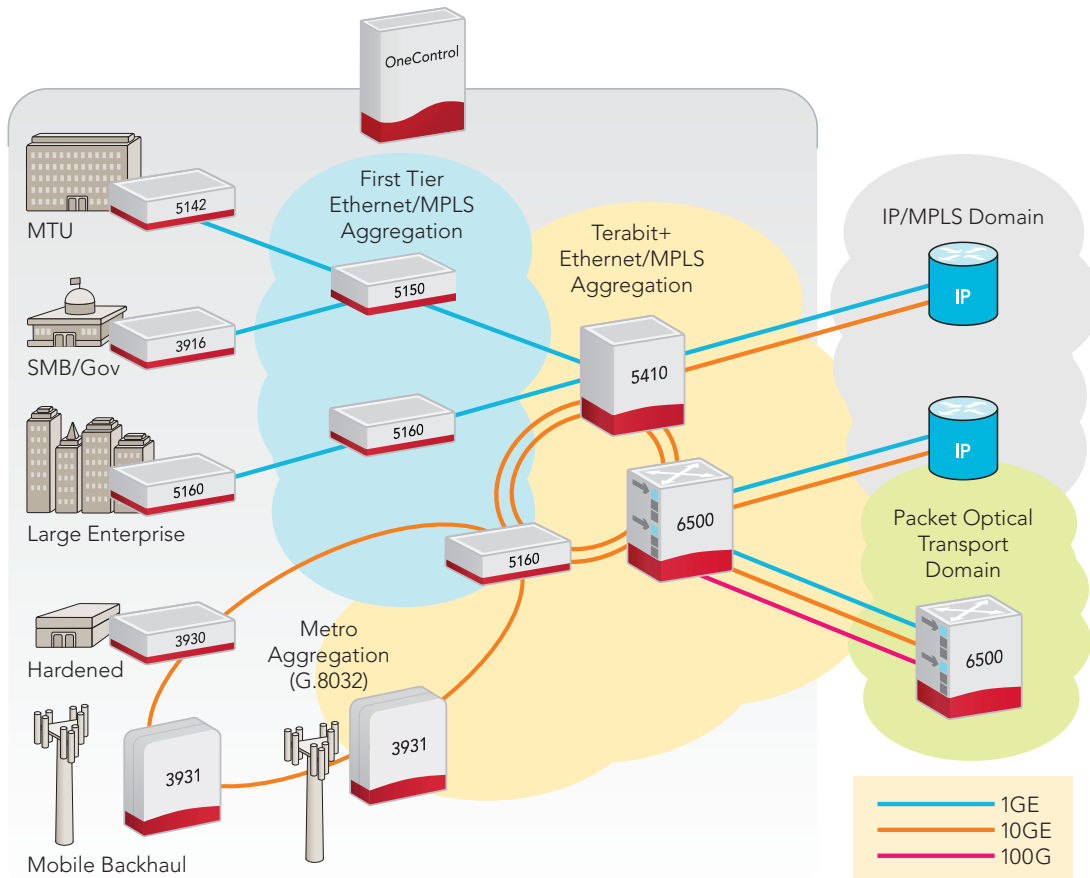 OneControl
MTU
5142
First Tier
Ethernet/MPLS
Aggregation
5150
SMB/Gov
3916
Terabit+
Ethernet/MPLS
Aggregation
5410
IP/MPLS Domain
IP
Large Enterprise
5160
5160
5160
6500
IP
Packet Optical
Transport
Domain
6500
Hardened
3930
Metro
Aggregation
(G.8032)
Mobile Backhaul
3931
3931
1GE
10GE
100G